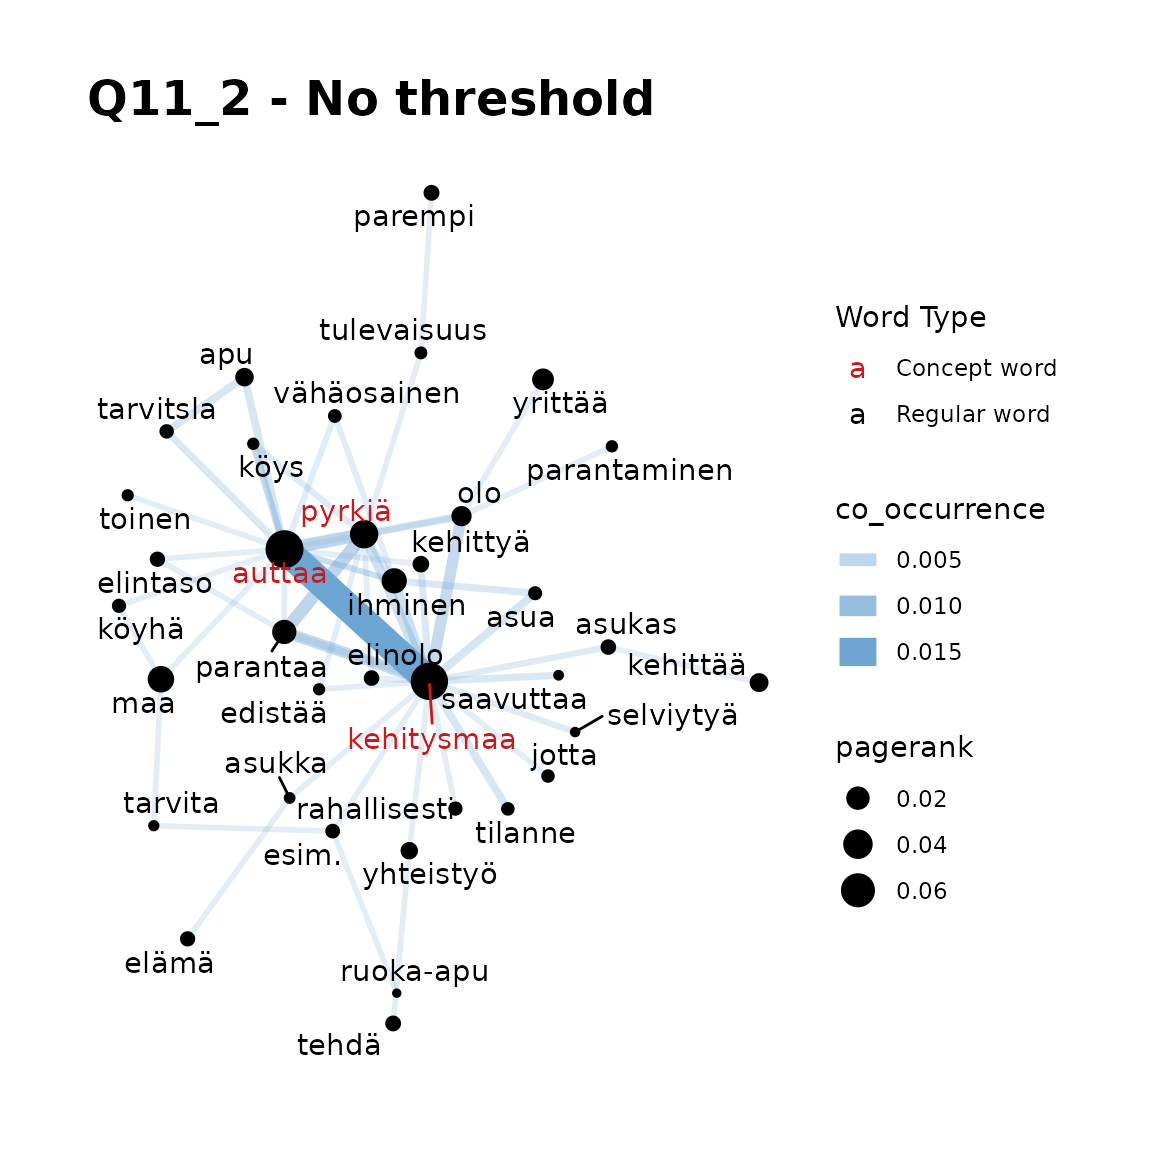 Q11_2 - No threshold
parempi
tulevaisuus
apu
vähäosainen
tarvitsla
yrittää
köys
parantaminen
olo
pyrkiä
toinen
kehittyä
auttaa
elintaso
ihminen
asua
köyhä
asukas
elinolo
parantaa
kehittää
saavuttaa
maa
edistää
selviytyä
kehitysmaa
jotta
asukka
tarvita
rahallisesti
tilanne
esim.
yhteistyö
elämä
ruoka-apu
tehdä
Word Type
a Concept word
a Regular word
co_occurrence
0.005
0.010
0.015
pagerank
0.02
0.04
0.06